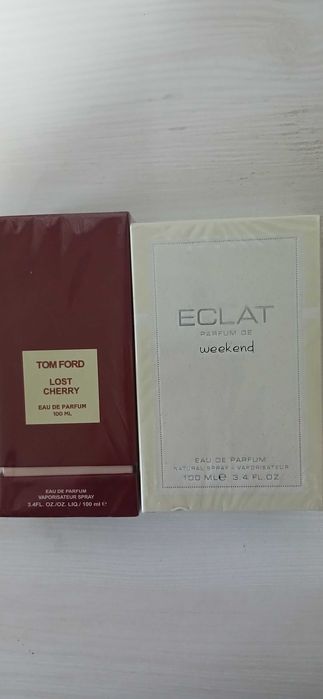 TOM FORD
LOST
CHERRY
EAU DE PARFUM
100 ML
EAU DE PARFUM
VAPORISATEUR SPRAY
3.4FL. OZ./OZ. LIQ / 100 ml e
ECLAT
PARFUM DE
weekend
EAU DE PARFUM
NATURAL SPRAY - VAPORISATEUR
100 ML e 3.4 FL.OZ